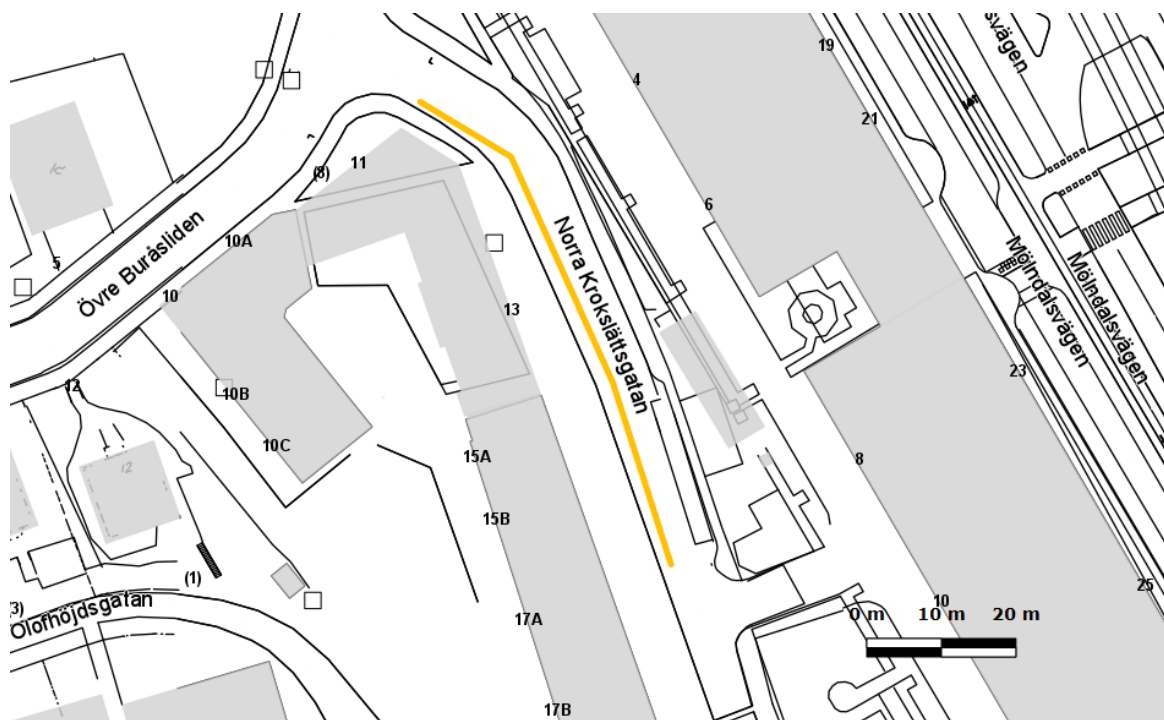 19
4
21
11
(8)
6
Norra Krokslättsgatan
Mölndalsvägen
Mölndalsvägen
10A
5
Övre Buråsliden
10
13
23
12
10B
10C
15A
8
12
15B
(1)
25
(3)
Olofhöjdsgatan
17A
10
0 m 10 m 20 m
17B